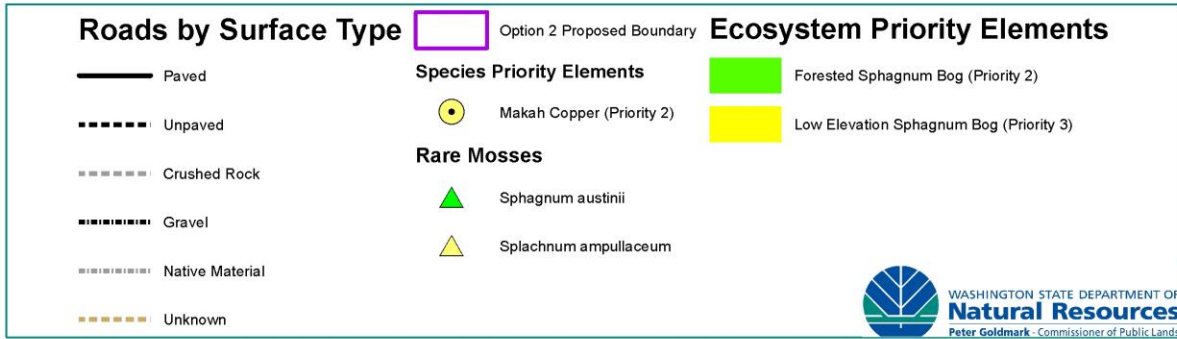 Roads by Surface Type
Paved
Unpaved
Crushed Rock
Gravel
Native Material
Unknown
Option 2 Proposed Boundary
Species Priority Elements
Makah Copper (Priority 2)
Rare Mosses
Sphagnum austinii
Splachnum ampullaceum
Ecosystem Priority Elements
Forested Sphagnum Bog (Priority 2)
Low Elevation Sphagnum Bog (Priority 3)
WASHINGTON STATE DEPARTMENT OF
Natural Resources
Peter Goldmark - Commissioner of Public Lands